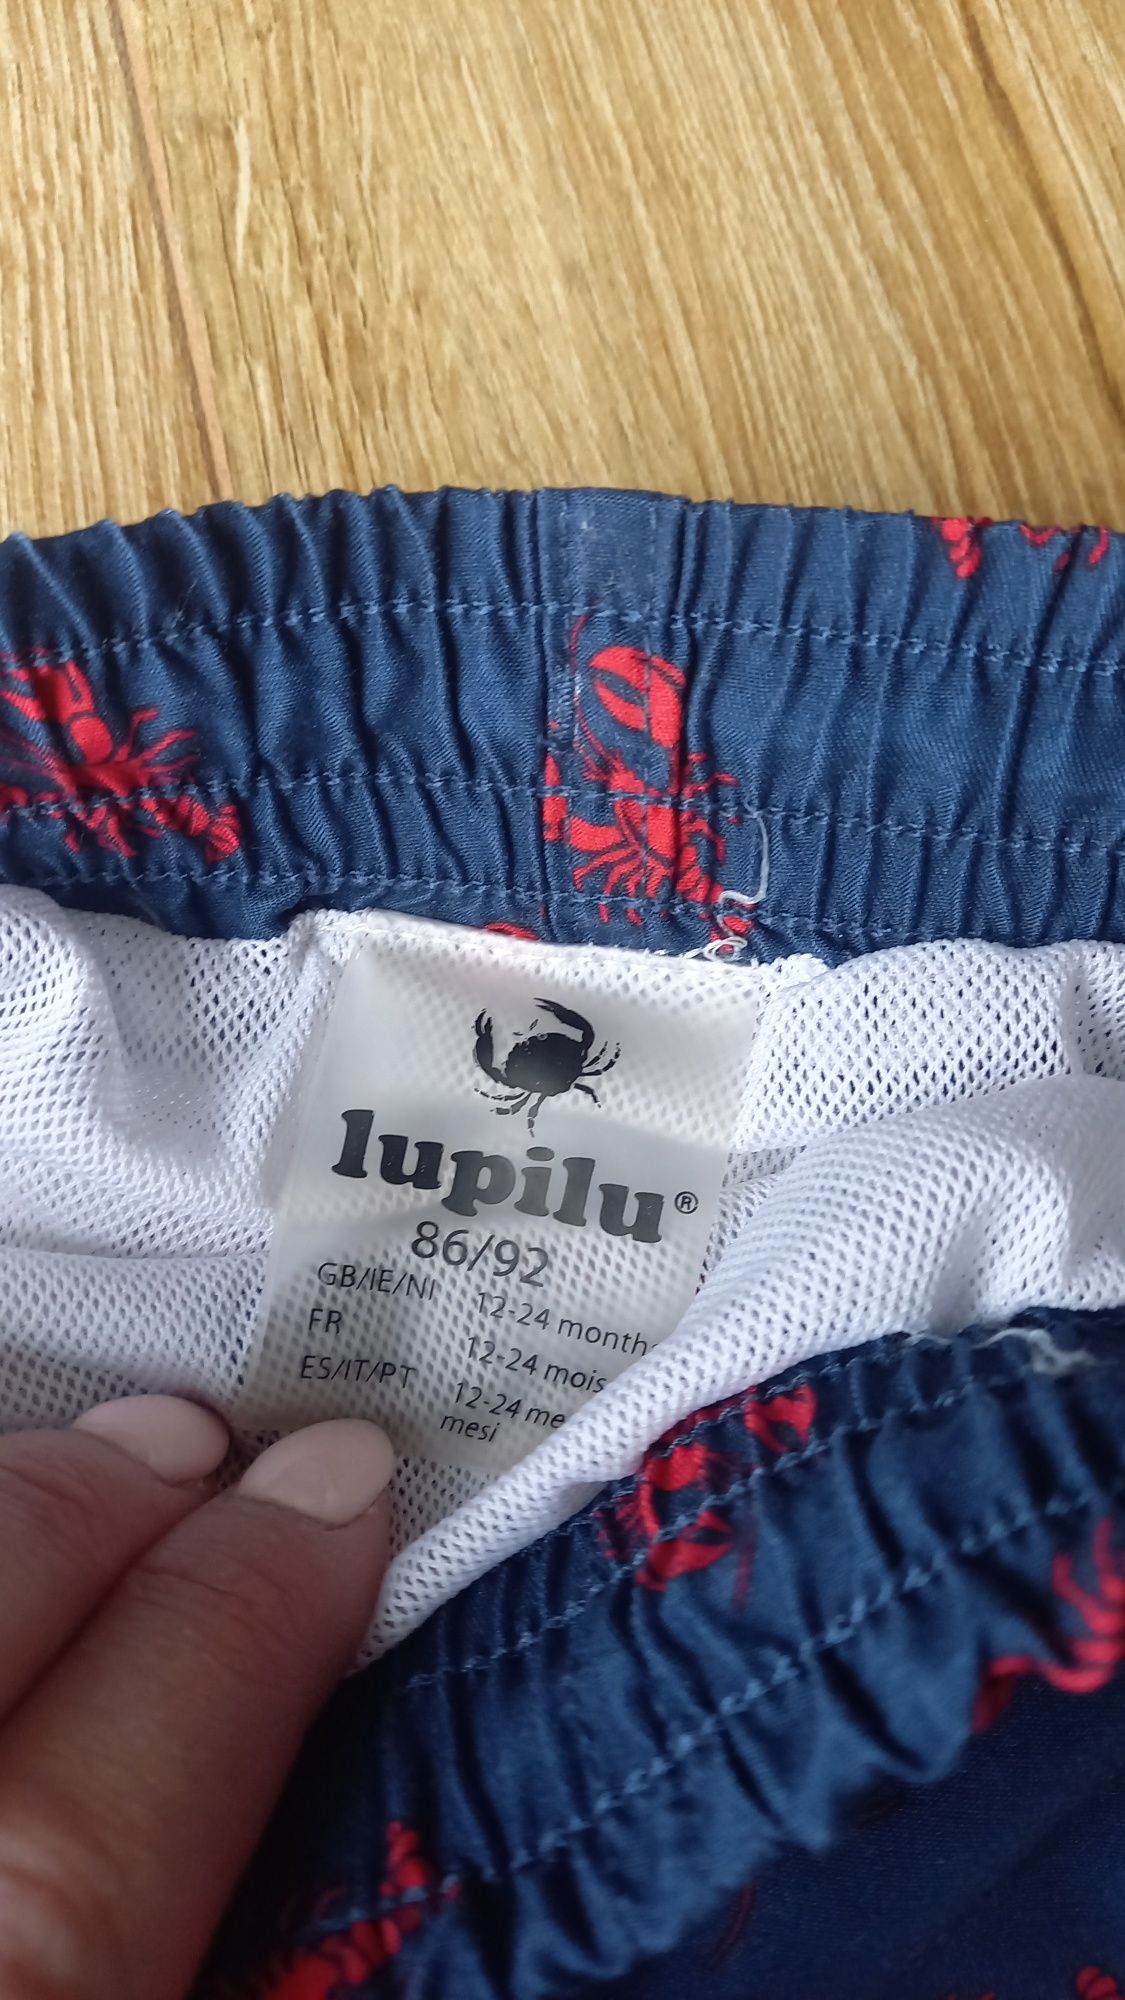 lupilu®
86/92
GB/IE/NI 12-24 month
FR 12-24 mois
ES/IT/PT 12-24 me
mesi